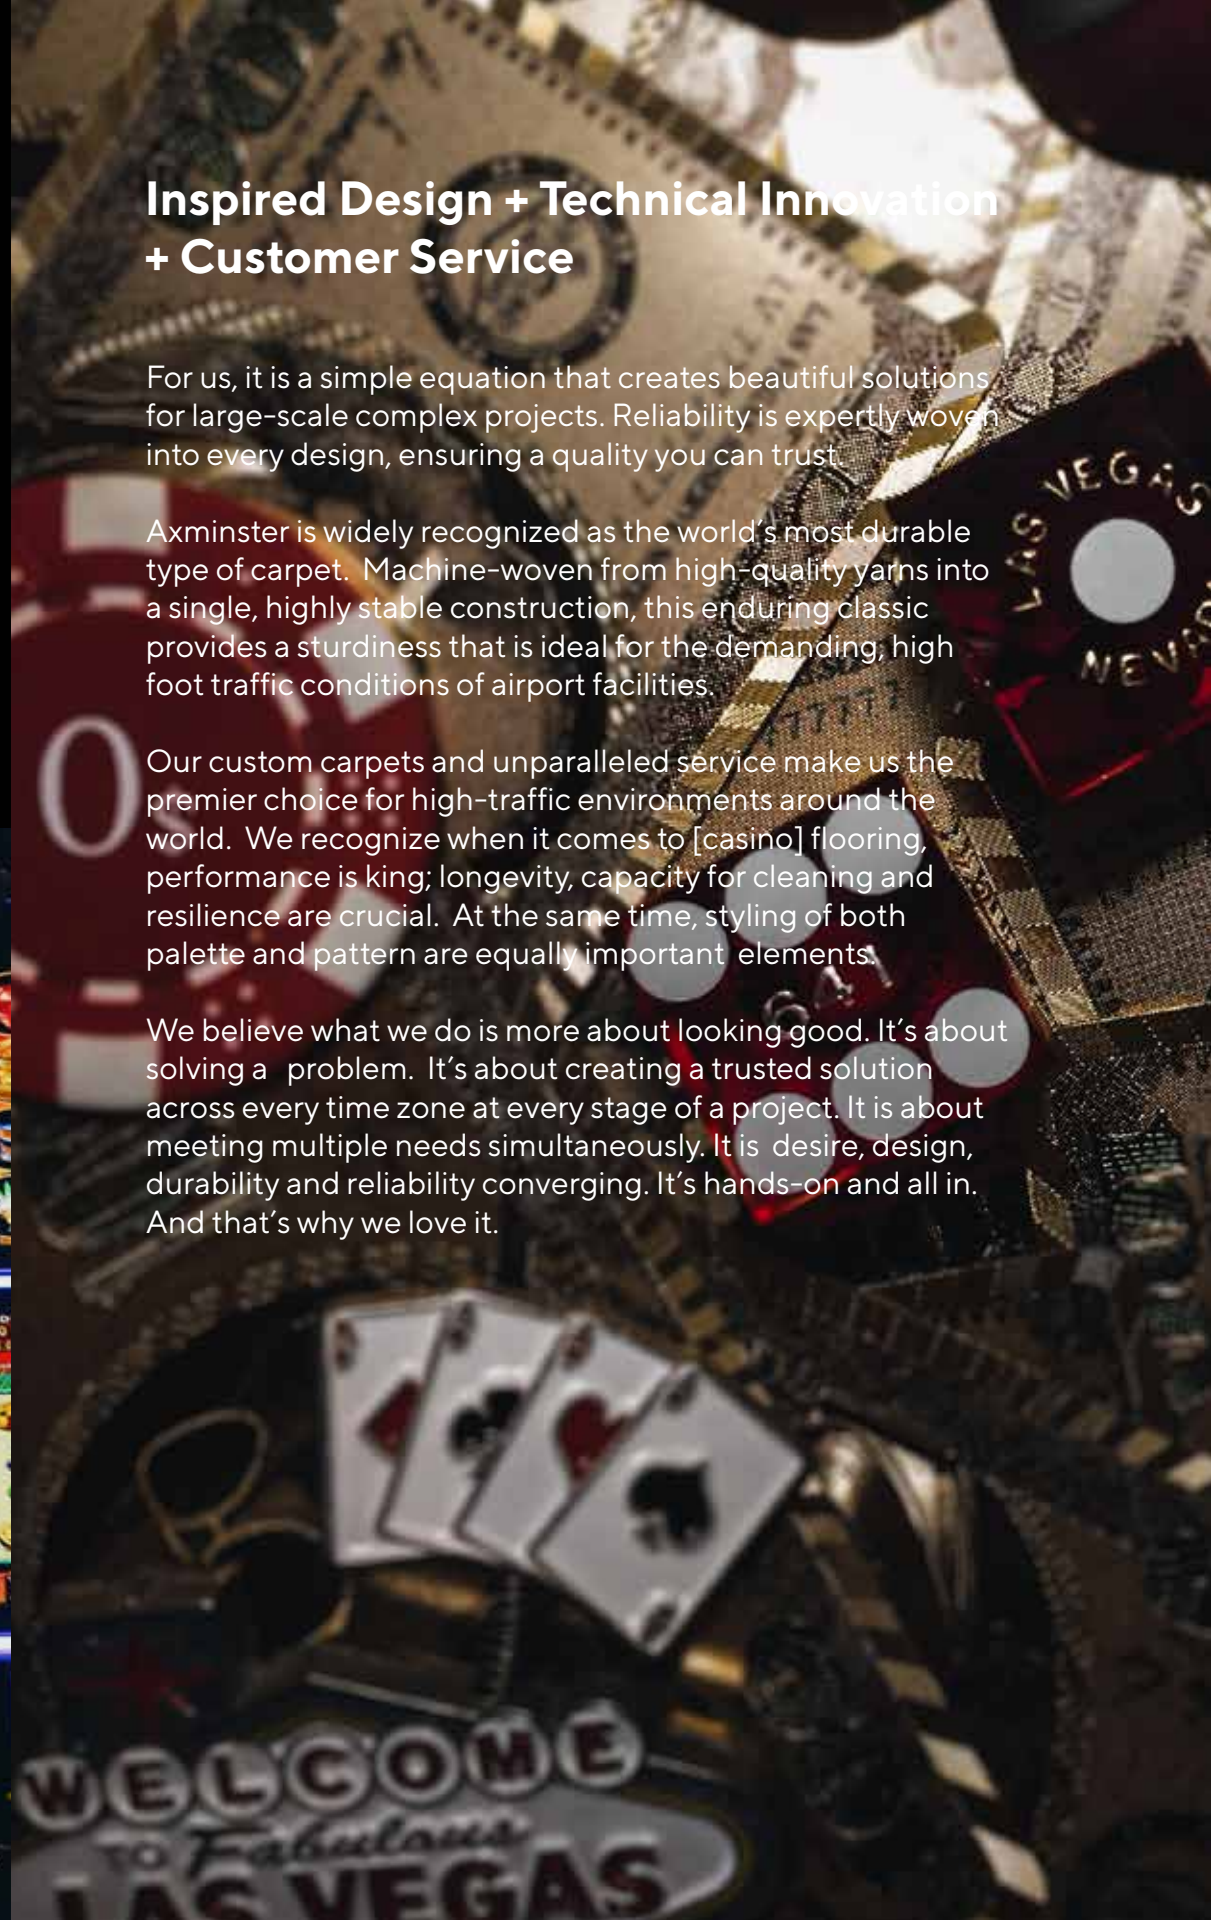 Inspired Design + Technical Innovation
+ Customer Service
For us, it is a simple equation that creates beautiful solutions
for large-scale complex projects. Reliability is expertly woven
into every design, ensuring a quality you can trust.
Axminster is widely recognized as the world’s most durable
type of carpet.  Machine-woven from high-quality yarns into
a single, highly stable construction, this enduring classic
provides a sturdiness that is ideal for the demanding, high
foot traffic conditions of airport facilities.
Our custom carpets and unparalleled service make us the
premier choice for high-traffic environments around the
world.  We recognize when it comes to [casino] flooring,
performance is king; longevity, capacity for cleaning and
resilience are crucial.  At the same time, styling of both
palette and pattern are equally important  elements.
We believe what we do is more about looking good. It’s about
solving a  problem.  It’s about creating a trusted solution
across every time zone at every stage of a project. It is about
meeting multiple needs simultaneously. It is  desire, design,
durability and reliability converging. It’s hands-on and all in.
And that’s why we love it.
LAS VEGAS
641
WELCOME
TO Fabulous
LAS VEGAS